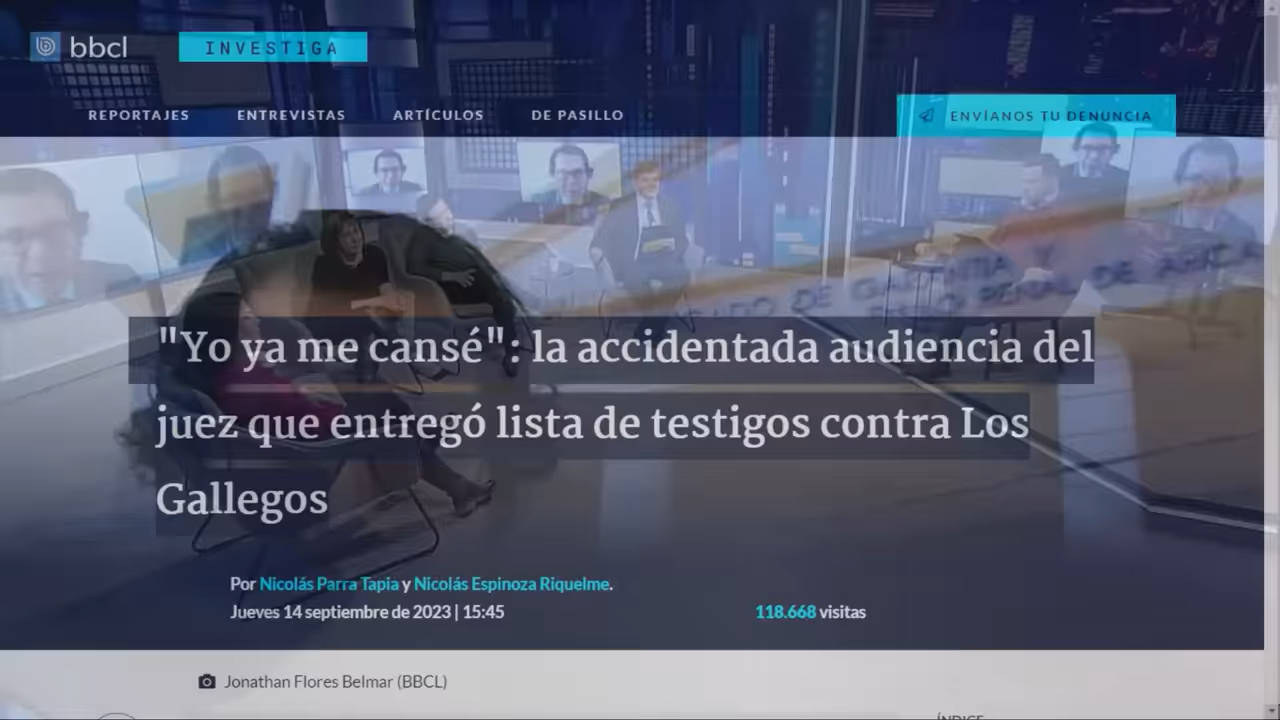 bbcl
INVESTIGA
REPORTAJES ENTREVISTAS ARTÍCULOS DE PASILLO
ENVÍANOS TU DENUNCIA
"Yo ya me cansé": la accidentada audiencia del
juez que entregó lista de testigos contra Los
Gallegos
Por Nicolás Parra Tapia y Nicolás Espinoza Riquelme.
Jueves 14 septiembre de 2023 | 15:45
118.668 visitas
Jonathan Flores Belmar (BBCL)
ÍNDICE